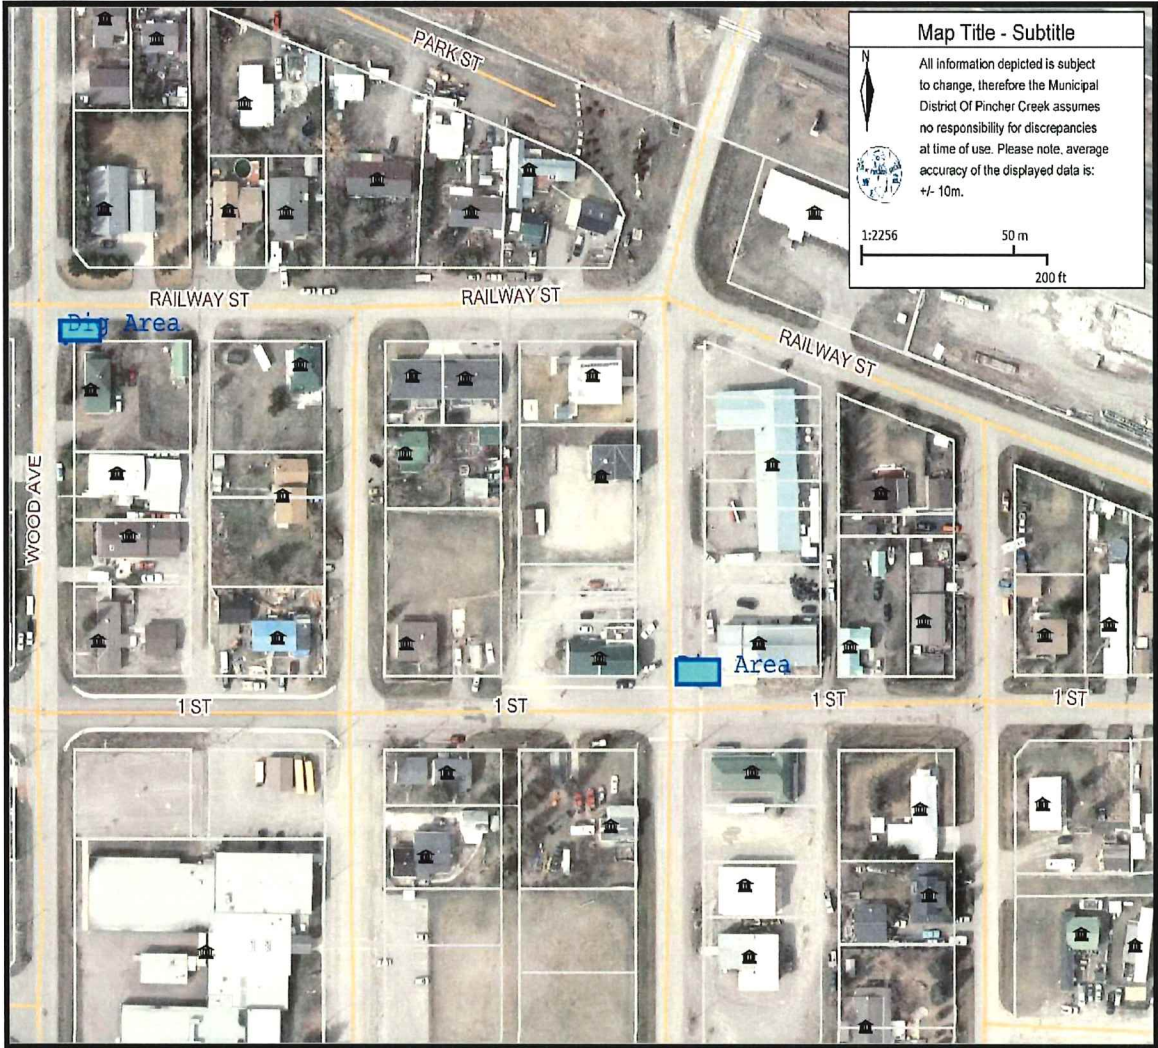 PARK ST
Map Title - Subtitle
N
All information depicted is subject
to change, therefore the Municipal
District Of Pincher Creek assumes
no responsibility for discrepancies
at time of use. Please note, average
accuracy of the displayed data is:
+/- 10m.
1:2256
50 m
200 ft
RAILWAY ST
RAILWAY ST
RAILWAY ST
Dig Area
WOOD AVE
Area
1 ST
1 ST
1 ST
1 ST